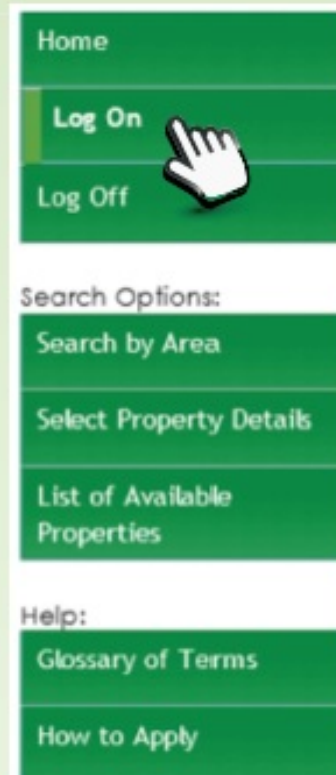 Home
Log On
Log Off
Search Options:
Search by Area
Select Property Details
List of Available
Properties
Help:
Glossary of Terms
How to Apply